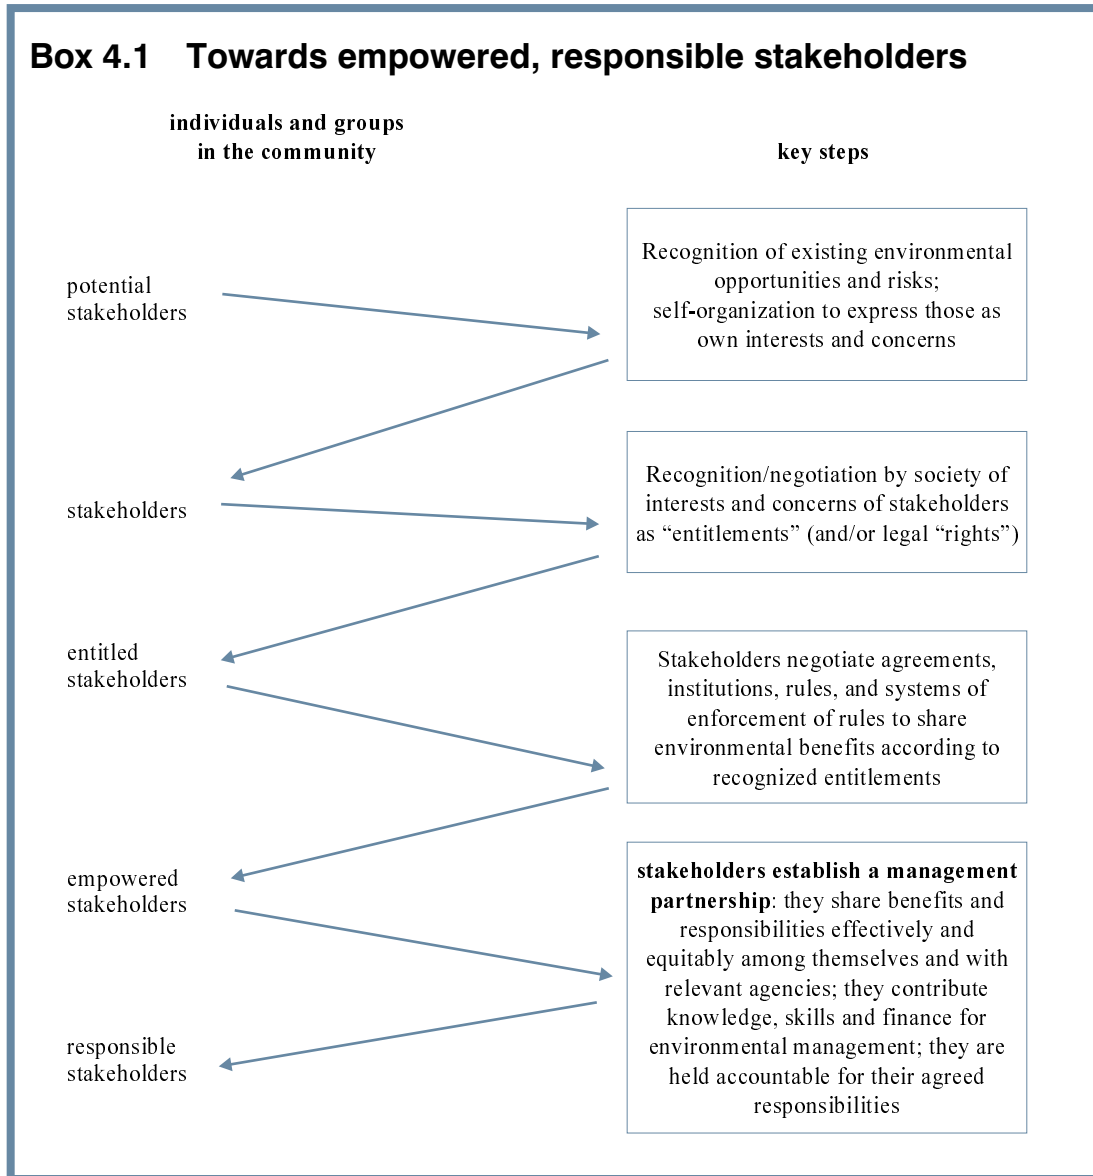 Box 4.1 Towards empowered, responsible stakeholders
individuals and groups
in the community
key steps
potential
stakeholders
Recognition of existing environmental
opportunities and risks;
self-organization to express those as
own interests and concerns
stakeholders
Recognition/negotiation by society of
interests and concerns of stakeholders
as “entitlements” (and/or legal “rights”)
entitled
stakeholders
Stakeholders negotiate agreements,
institutions, rules, and systems of
enforcement of rules to share
environmental benefits according to
recognized entitlements
empowered
stakeholders
stakeholders establish a management
partnership: they share benefits and
responsibilities effectively and
equitably among themselves and with
relevant agencies; they contribute
knowledge, skills and finance for
environmental management; they are
held accountable for their agreed
responsibilities
responsible
stakeholders